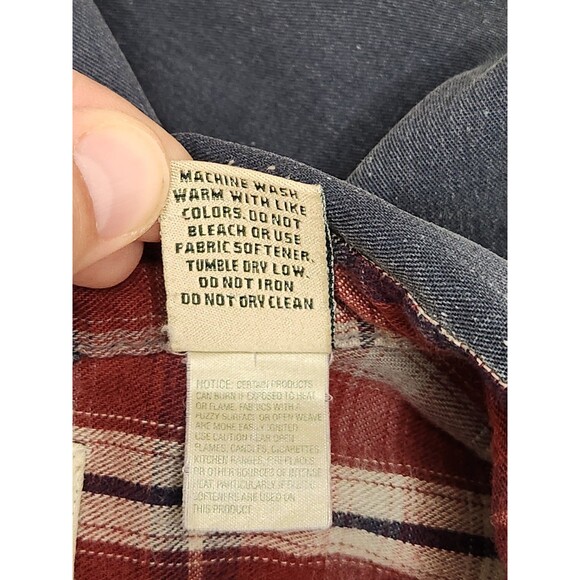 MACHINE WASH
WARM WITH LIKE
COLORS. DO NOT
BLEACH OR USE
FABRIC SOFTENER.
TUMBLE DRY LOW.
DO NOT IRON
DO NOT DRY CLEAN
NOTICE: CERTAIN PRODUCTS
CAN BURN IF EXPOSED TO HEAT
OR FLAME. FABRICS WITH A
FUZZY SURFACE OR OPEN WEAVE
ARE MORE EASILY IGNITED
USE CAUTION NEAR OPEN
FLAMES, CANDLES, CIGARETTES
KITCHEN RANGES, FIREPLACES
OR OTHER SOURCES OF INTENSE
HEAT, PARTICULARLY IF FABRIC
SOFTENERS ARE USED ON
THIS PRODUCT